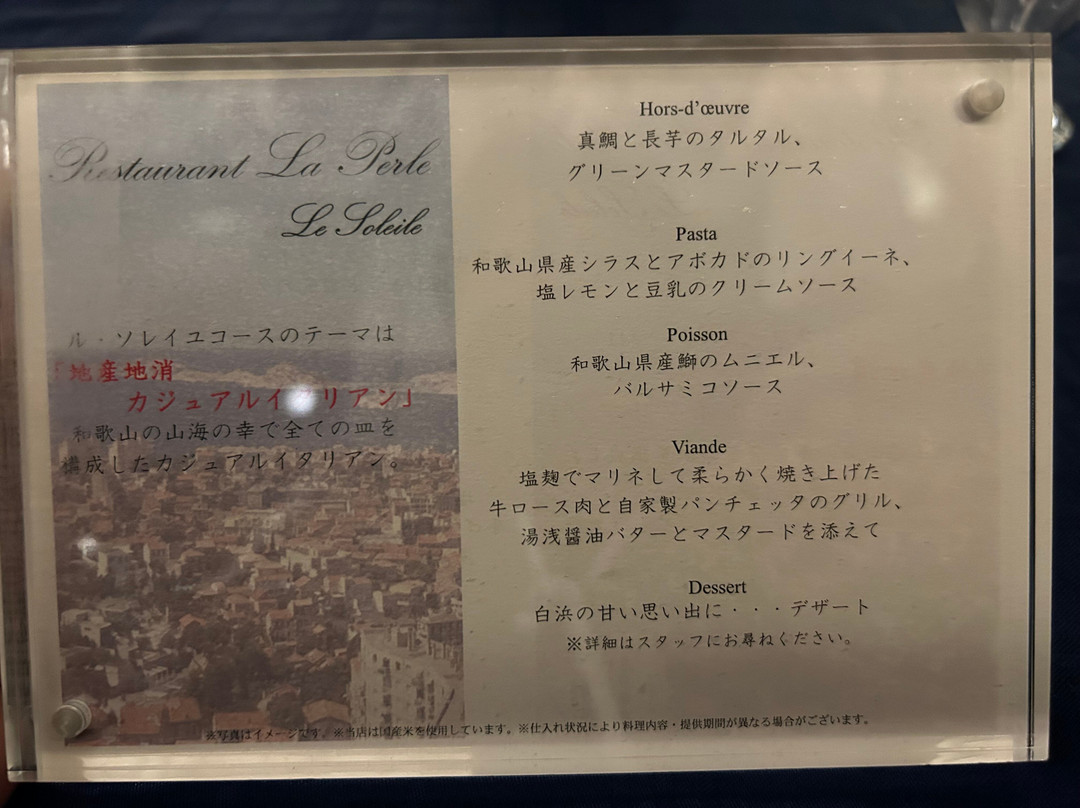 Restaurant La Perle
Le Soleile
ル・ソレイユコースのテーマは
「地産地消
カジュアルイタリアン」
和歌山の山海の幸で全ての皿を
構成したカジュアルイタリアン。
Hors-d'œuvre
真鯛と長芋のタルタル、
グリーンマスタードソース
Pasta
和歌山県産シラスとアボカドのリングイーネ、
塩レモンと豆乳のクリームソース
Poisson
和歌山県産鰤のムニエル、
バルサミコソース
Viande
塩麹でマリネして柔らかく焼き上げた
牛ロース肉と自家製パンチェッタのグリル、
湯浅醤油バターとマスタードを添えて
Dessert
白浜の甘い思い出に・・・デザート
※詳細はスタッフにお尋ねください。
※写真はイメージです。※当店は国産米を使用しています。※仕入れ状況により料理内容・提供期間が異なる場合がございます。